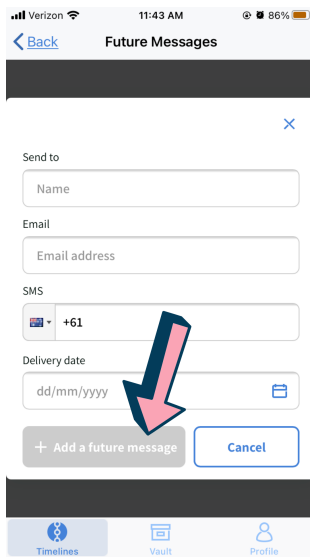 Verizon 11:43 AM 86%
Back Future Messages
Send to
Name
Email
Email address
SMS
+61
Delivery date
dd/mm/yyyy
+ Add a future message Cancel
Timelines Vault Profile